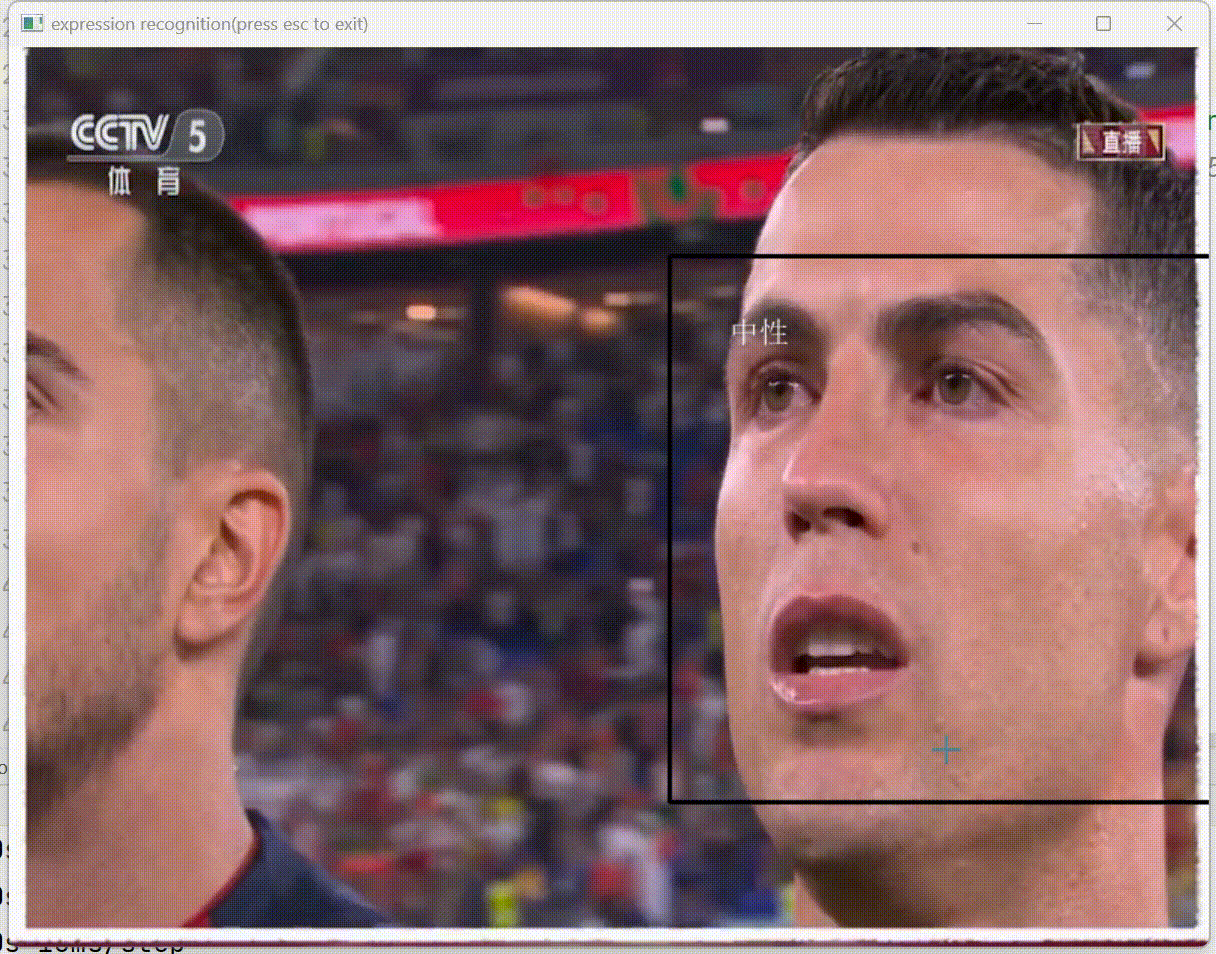 expression recognition(press esc to exit)
CCTV 5
体育
直播
中性